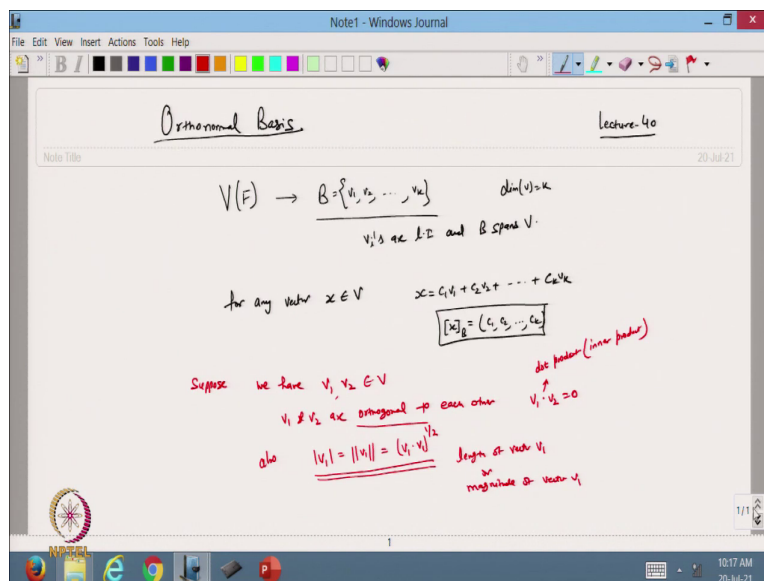 Note1 - Windows Journal
File Edit View Insert Actions Tools Help
B I
Orthonormal Basis
Lecture-40
Note Title
20-Jul-21
V(F) → B={v₁, v₂, ..., vₖ} dim(V)=k
vᵢ's are l.I and B spans V.
for any vector x ∈ V x = c₁v₁ + c₂v₂ + --- + cₖvₖ
[x]_B = (c₁, c₂, ..., cₖ)
dot product (inner product)
Suppose we have v₁, v₂ ∈ V
v₁ & v₂ are orthogonal to each other v₁·v₂ = 0
also |v₁| = ||v₁|| = (v₁·v₁)^{1/2} length of vector v₁
or
magnitude of vector v₁
1/1
NPTEL
1
10:17 AM
20-Jul-21